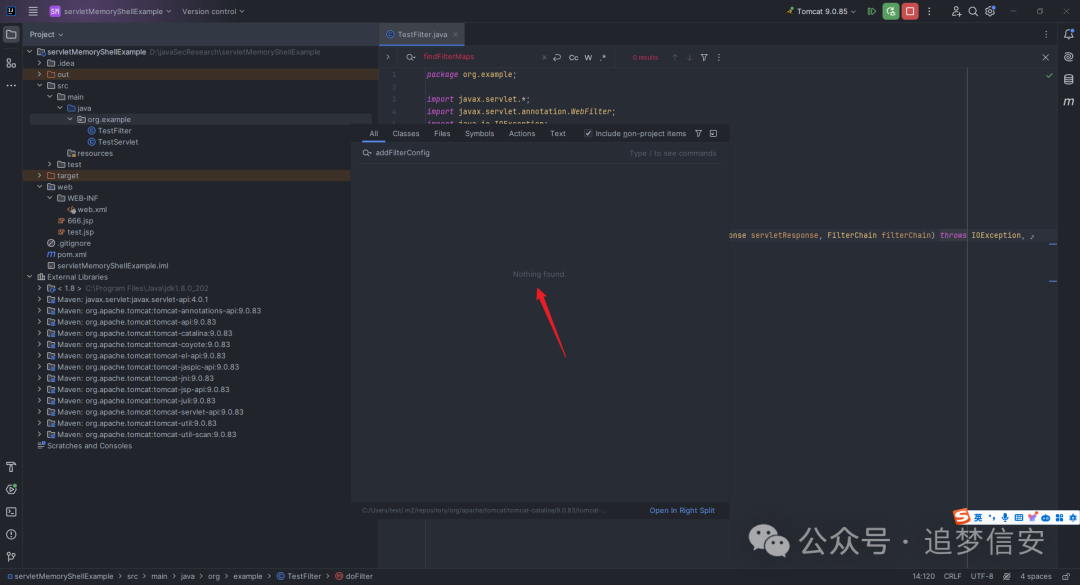 SM servletMemoryShellExample Version control Tomcat 9.0.85
Project
TestFilter.java
servletMemoryShellExample D:\javaSecResearch\servletMemoryShellExample
.idea
out
src
main
java
org.example
TestFilter
TestServlet
resources
test
target
web
WEB-INF
web.xml
666.jsp
test.jsp
.gitignore
pom.xml
servletMemoryShellExample.iml
External Libraries
< 1.8 > C:\Program Files\Java\jdk1.8.0_202
Maven: javax.servlet:javax.servlet-api:4.0.1
Maven: org.apache.tomcat:tomcat-annotations-api:9.0.83
Maven: org.apache.tomcat:tomcat-api:9.0.83
Maven: org.apache.tomcat:tomcat-catalina:9.0.83
Maven: org.apache.tomcat:tomcat-coyote:9.0.83
Maven: org.apache.tomcat:tomcat-el-api:9.0.83
Maven: org.apache.tomcat:tomcat-jaspic-api:9.0.83
Maven: org.apache.tomcat:tomcat-jni:9.0.83
Maven: org.apache.tomcat:tomcat-jsp-api:9.0.83
Maven: org.apache.tomcat:tomcat-juli:9.0.83
Maven: org.apache.tomcat:tomcat-servlet-api:9.0.83
Maven: org.apache.tomcat:tomcat-util:9.0.83
Maven: org.apache.tomcat:tomcat-util-scan:9.0.83
Scratches and Consoles
findFilterMaps Cc W .* 0 results
1 package org.example;
2
3 import javax.servlet.*;
4 import javax.servlet.annotation.WebFilter;
import java.io.IOException;
All Classes Files Symbols Actions Text Include non-project items
addFilterConfig Type / to see commands
onse servletResponse, FilterChain filterChain) throws IOException,
Nothing found.
Open In Right Split
英
公众号 · 追梦信安
servletMemoryShellExample > src > main > java > org > example > TestFilter > doFilter 14:120 CRLF UTF-8 4 spaces